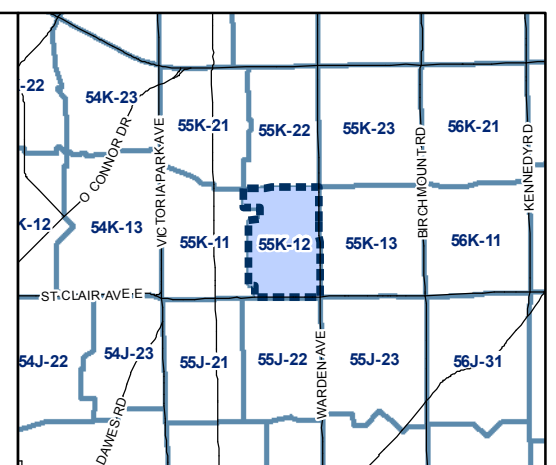 -22
54K-23
55K-21
55K-22
55K-23
56K-21
O CONNOR DR
VICTORIA PARK AVE
BIRCHMOUNT RD
KENNEDY RD
K-12
54K-13
55K-11
55K-12
55K-13
56K-11
ST CLAIR AVE E
54J-22
54J-23
55J-21
55J-22
55J-23
56J-31
DAWES RD
WARDEN AVE